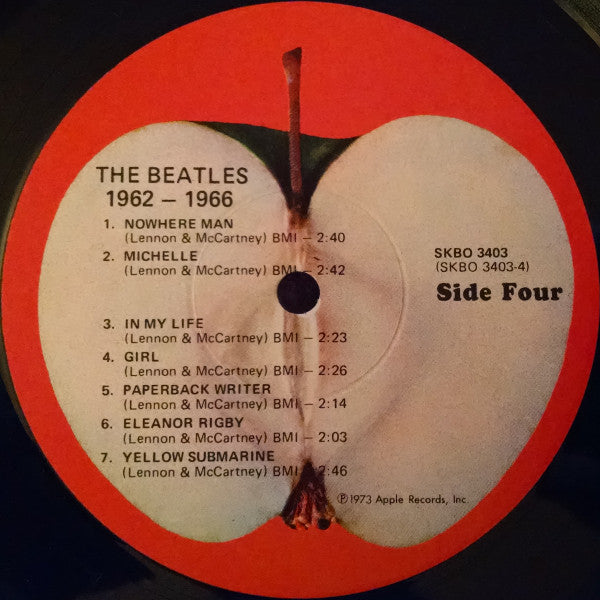 THE BEATLES
1962 – 1966
1. NOWHERE MAN
(Lennon & McCartney) BMI – 2:40
2. MICHELLE
(Lennon & McCartney) BMI – 2:42
3. IN MY LIFE
(Lennon & McCartney) BMI – 2:23
4. GIRL
(Lennon & McCartney) BMI – 2:26
5. PAPERBACK WRITER
(Lennon & McCartney) BMI – 2:14
6. ELEANOR RIGBY
(Lennon & McCartney) BMI – 2:03
7. YELLOW SUBMARINE
(Lennon & McCartney) BMI – 2:46
SKBO 3403
(SKBO 3403-4)
Side Four
℗1973 Apple Records, Inc.